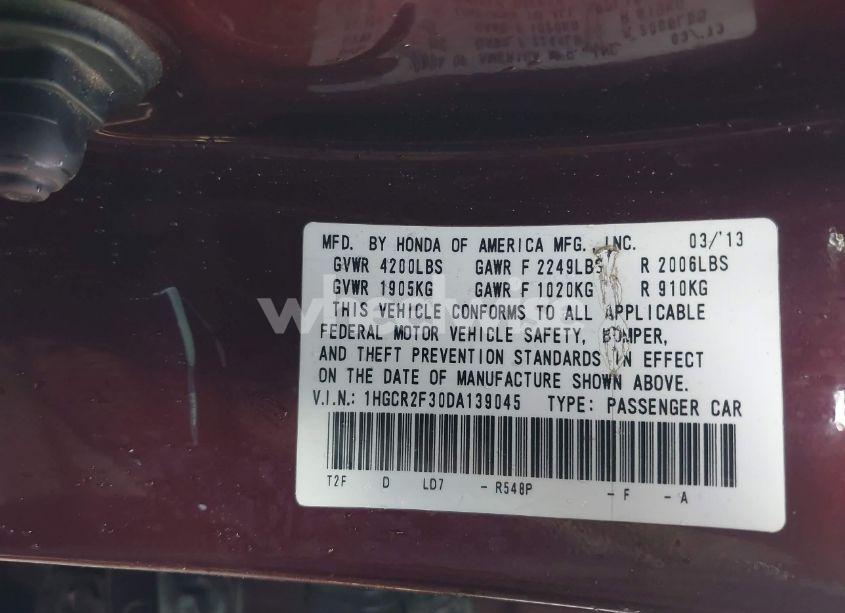 MFD. BY HONDA OF AMERICA MFG. INC. 03/'13
GVWR 4200LBS GAWR F 2249LBS R 2006LBS
GVWR 1905KG GAWR F 1020KG R 910KG
THIS VEHICLE CONFORMS TO ALL APPLICABLE
FEDERAL MOTOR VEHICLE SAFETY, BUMPER,
AND THEFT PREVENTION STANDARDS IN EFFECT
ON THE DATE OF MANUFACTURE SHOWN ABOVE.
V.I.N.: 1HGCR2F30DA139045 TYPE: PASSENGER CAR
T2F D LD7 - R548P - F - A